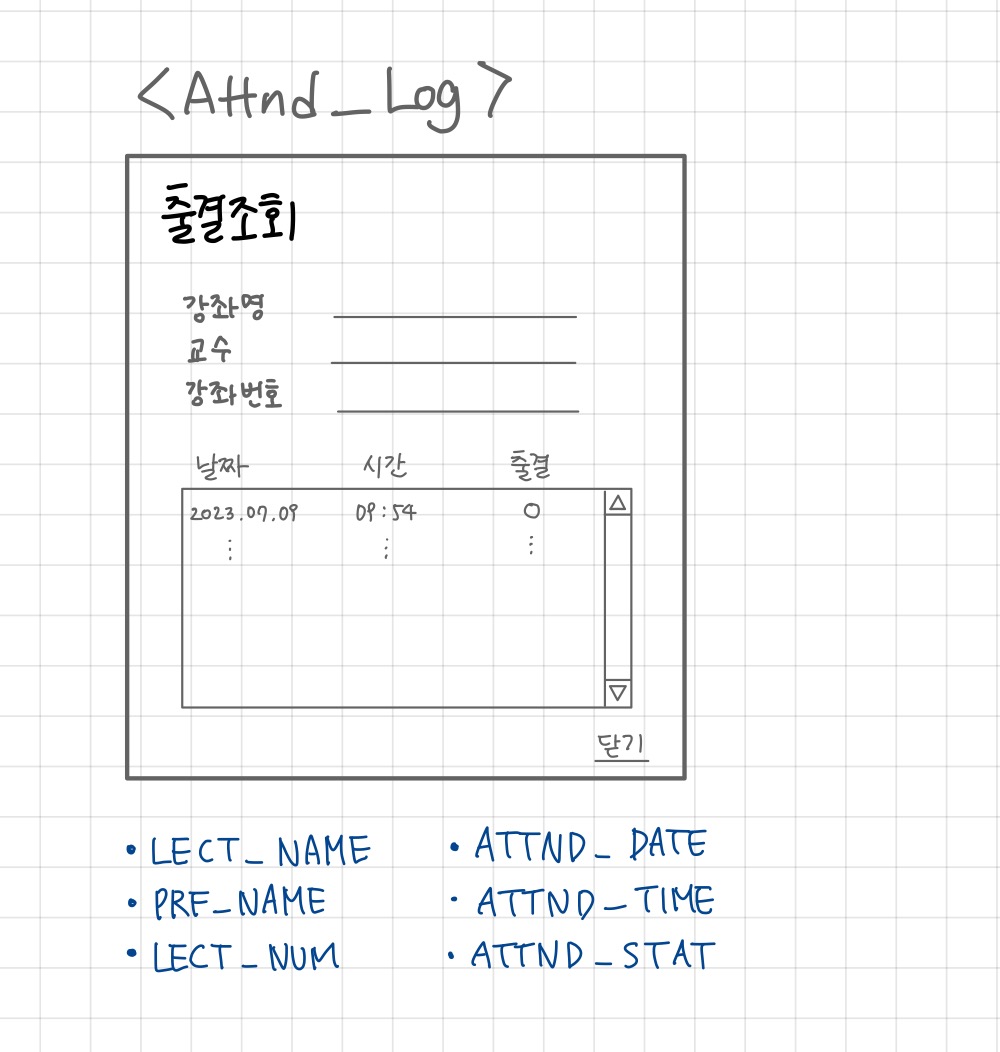 <Attnd_Log>
출결조회
강좌명
교수
강좌번호
날짜 시간 출결
2023.07.09 09:54 O
⋮ ⋮ ⋮
닫기
• LECT_NAME • ATTND_DATE
• PRF_NAME • ATTND_TIME
• LECT_NUM • ATTND_STAT